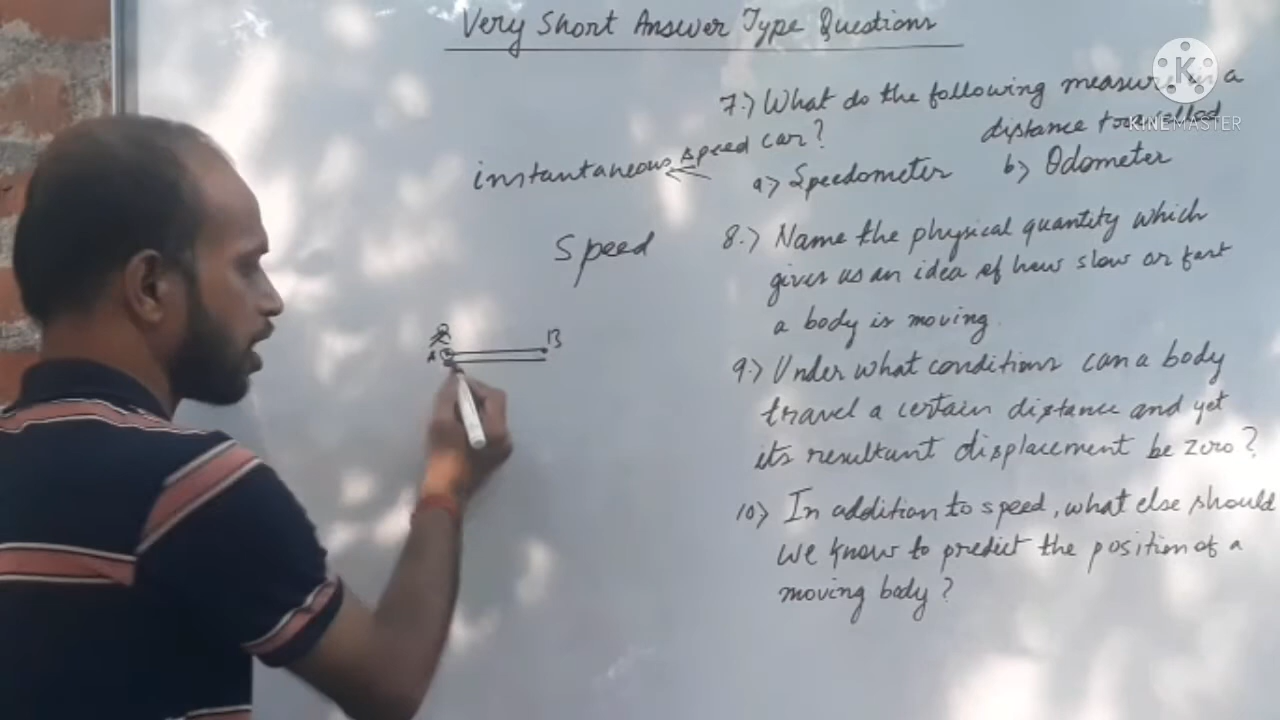 Very Short Answer Type Questions
7.) What do the following measure in a
car?
distance travelled
instantaneous speed
a) Speedometer b) Odometer
Speed
8.) Name the physical quantity which
gives us an idea of how slow or fast
a body is moving.
A B
9.) Under what conditions can a body
travel a certain distance and yet
its resultant displacement be zero?
10) In addition to speed, what else should
we know to predict the position of a
moving body?
K
KINEMASTER